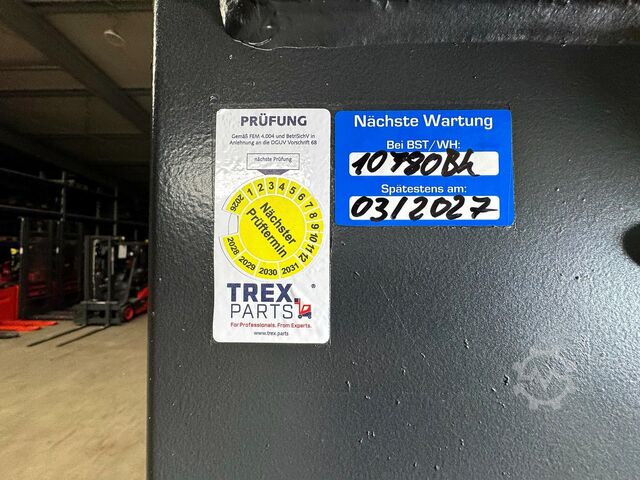 PRÜFUNG
Gemäß FEM 4.004 und BetrSichV in
Anlehnung an die DGUV Vorschrift 68
nächste Prüfung
2026 1 2 3 4 5 6 7 8 9 10 11 12
Nächster
Prüftermin
2028 2029 2030 2031
TREX.®
PARTS
For Professionals. From Experts.
www.trex.parts
Nächste Wartung
Bei BST/WH:
10780Bh
Spätestens am:
03/2027